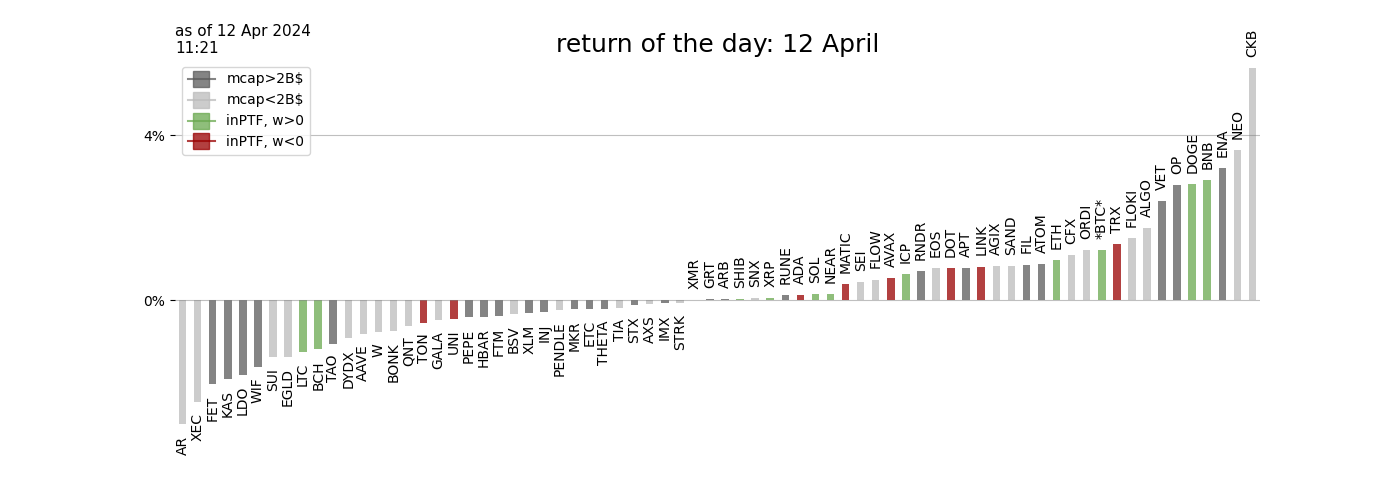 as of 12 Apr 2024
11:21
return of the day: 12 April
mcap>2B$
mcap<2B$
inPTF, w>0
inPTF, w<0
4%
0%
AR
XEC
FET
KAS
LDO
WIF
SUI
EGLD
LTC
BCH
TAO
DYDX
AAVE
W
BONK
QNT
TON
GALA
UNI
PEPE
HBAR
FTM
BSV
XLM
INJ
PENDLE
MKR
ETC
THETA
TIA
STX
AXS
IMX
STRK
XMR
GRT
ARB
SHIB
SNX
XRP
RUNE
ADA
SOL
NEAR
MATIC
SEI
FLOW
AVAX
ICP
RNDR
EOS
DOT
APT
LINK
AGIX
SAND
FIL
ATOM
ETH
CFX
ORDI
*BTC*
TRX
FLOKI
ALGO
VET
OP
DOGE
BNB
ENA
NEO
CKB